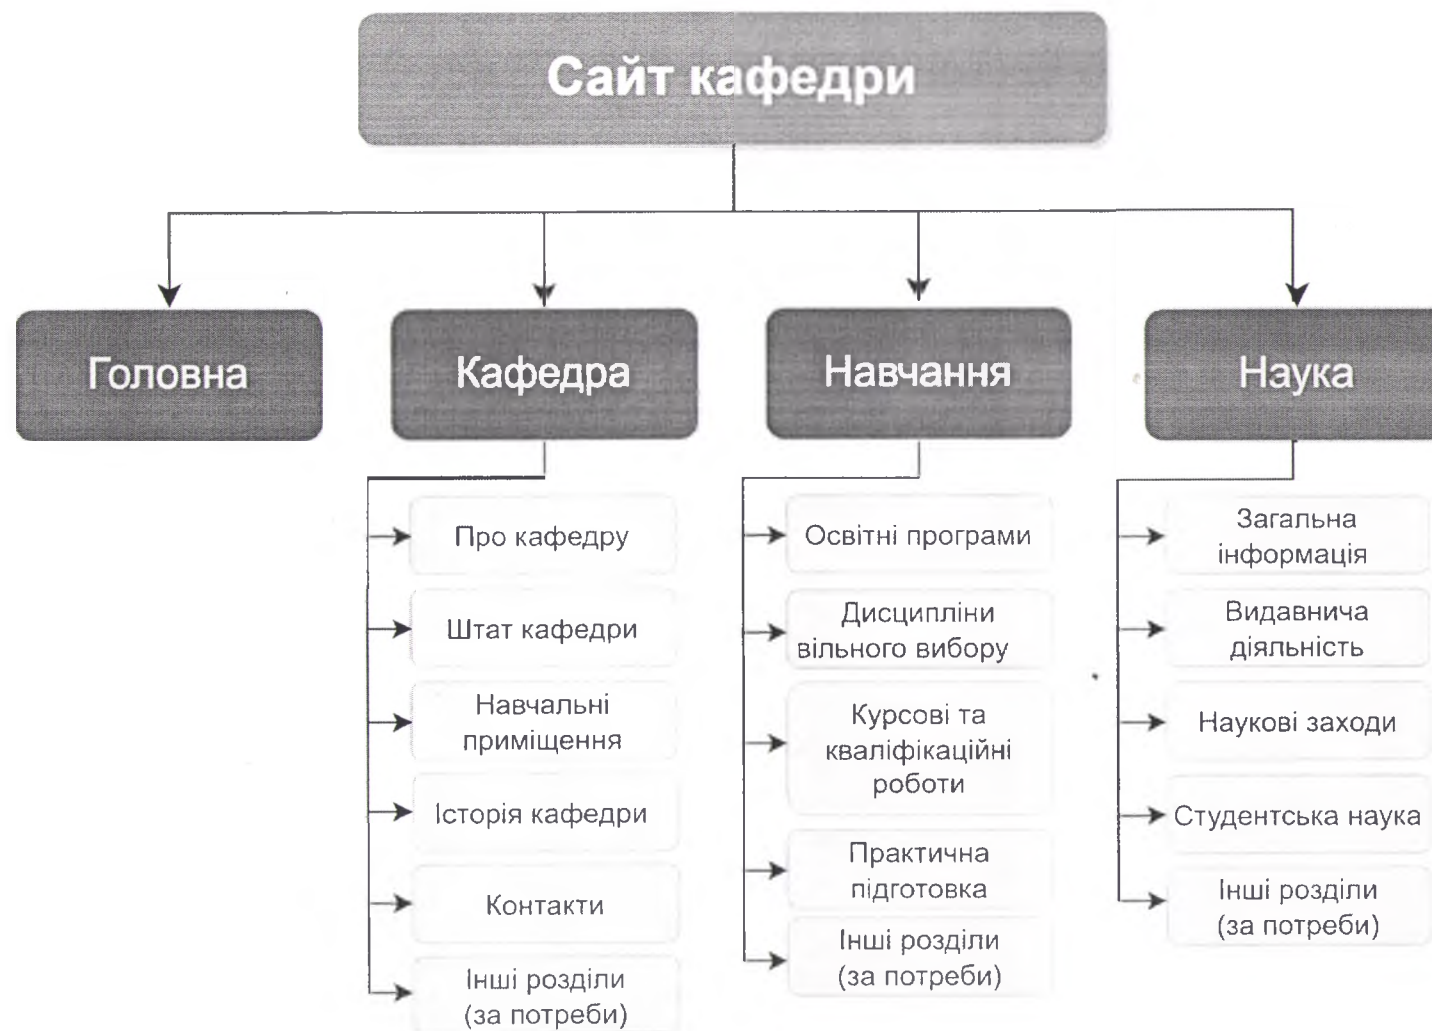 Сайт кафедри
Головна
Кафедра
Навчання
Наука
Про кафедру
Штат кафедри
Навчальні
приміщення
Історія кафедри
Контакти
Інші розділи
(за потреби)
Освітні програми
Дисципліни
вільного вибору
Курсові та
кваліфікаційні
роботи
Практична
підготовка
Інші розділи
(за потреби)
Загальна
інформація
Видавнича
діяльність
Наукові заходи
Студентська наука
Інші розділи
(за потреби)